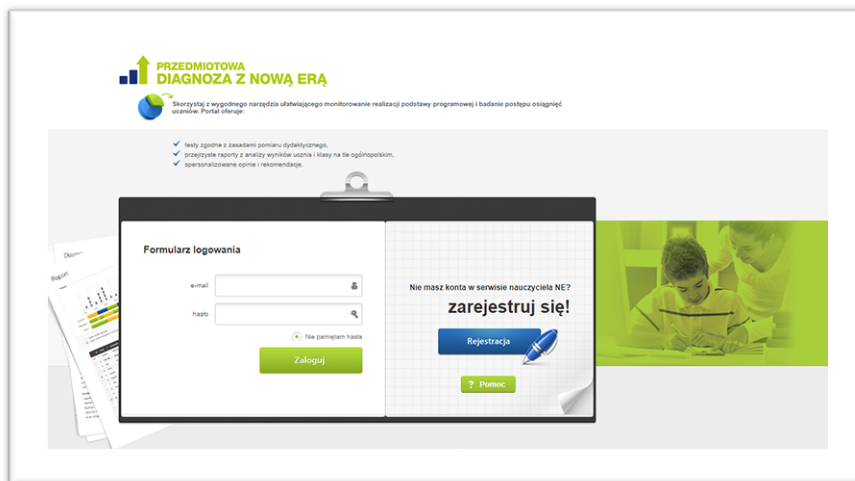 PRZEDMIOTOWA
DIAGNOZA Z NOWĄ ERĄ
Skorzystaj z wygodnego narzędzia ułatwiającego monitorowanie realizacji podstawy programowej i badanie postępu osiągnięć
uczniów. Portal oferuje:
testy zgodne z zasadami pomiaru dydaktycznego,
przejrzyste raporty z analizy wyników ucznia i klasy na tle ogólnopolskim,
spersonalizowane opinie i rekomendacje.
Formularz logowania
e-mail
hasło
Nie pamiętam hasła
Zaloguj
Nie masz konta w serwisie nauczyciela NE?
zarejestruj się!
Rejestracja
? Pomoc
Raport